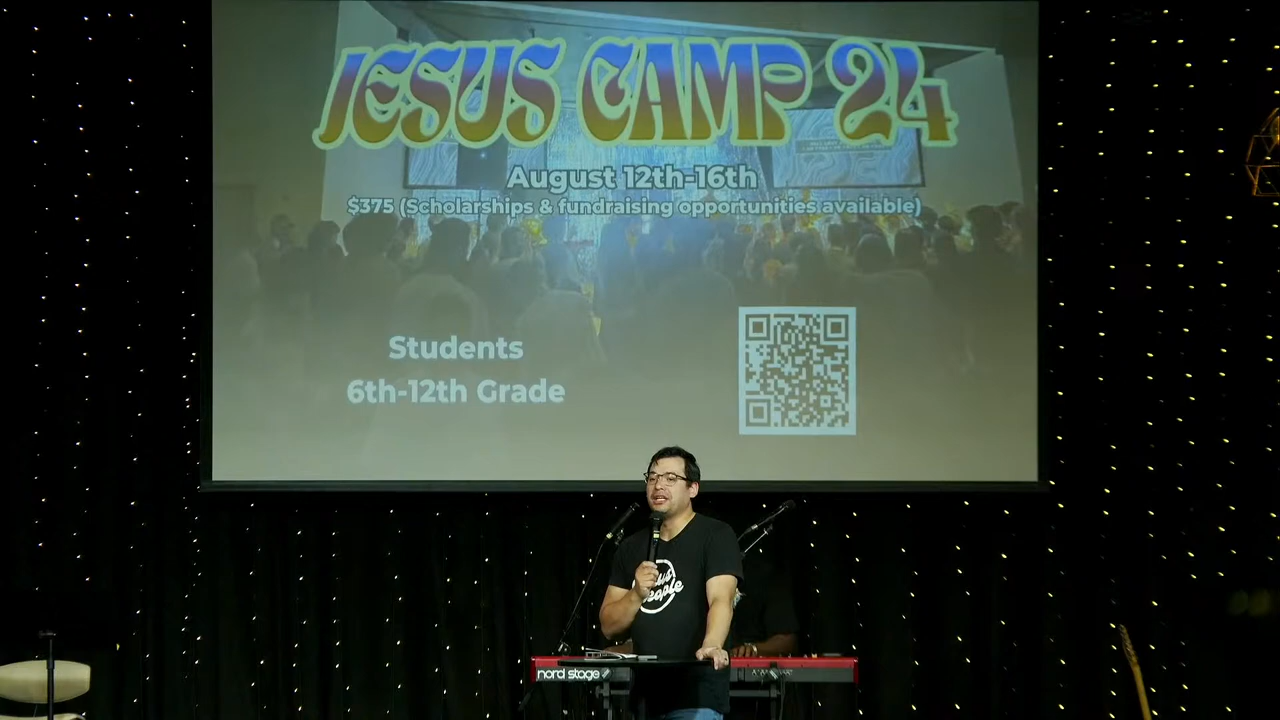 JESUS CAMP 24
August 12th-16th
$375 (Scholarships & fundraising opportunities available)
Students
6th-12th Grade
nord stage